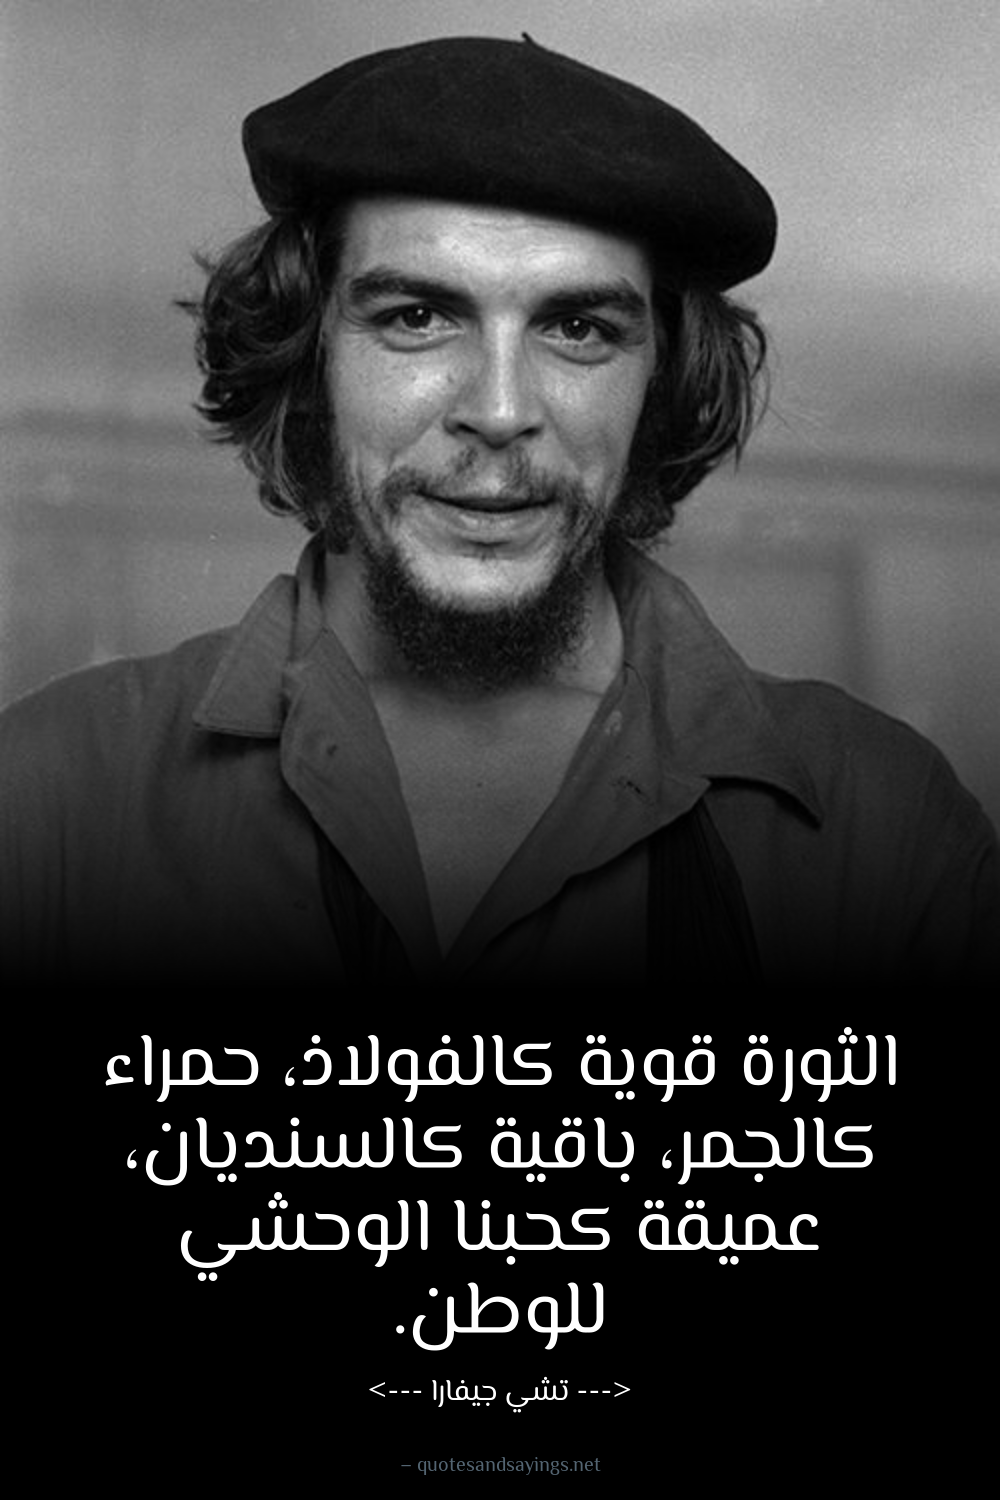 الثورة قوية كالفولاذ، حمراء
كالجمر، باقية كالسنديان،
عميقة كحبنا الوحشي
للوطن.
<--- تشي جيفارا --->
– quotesandsayings.net